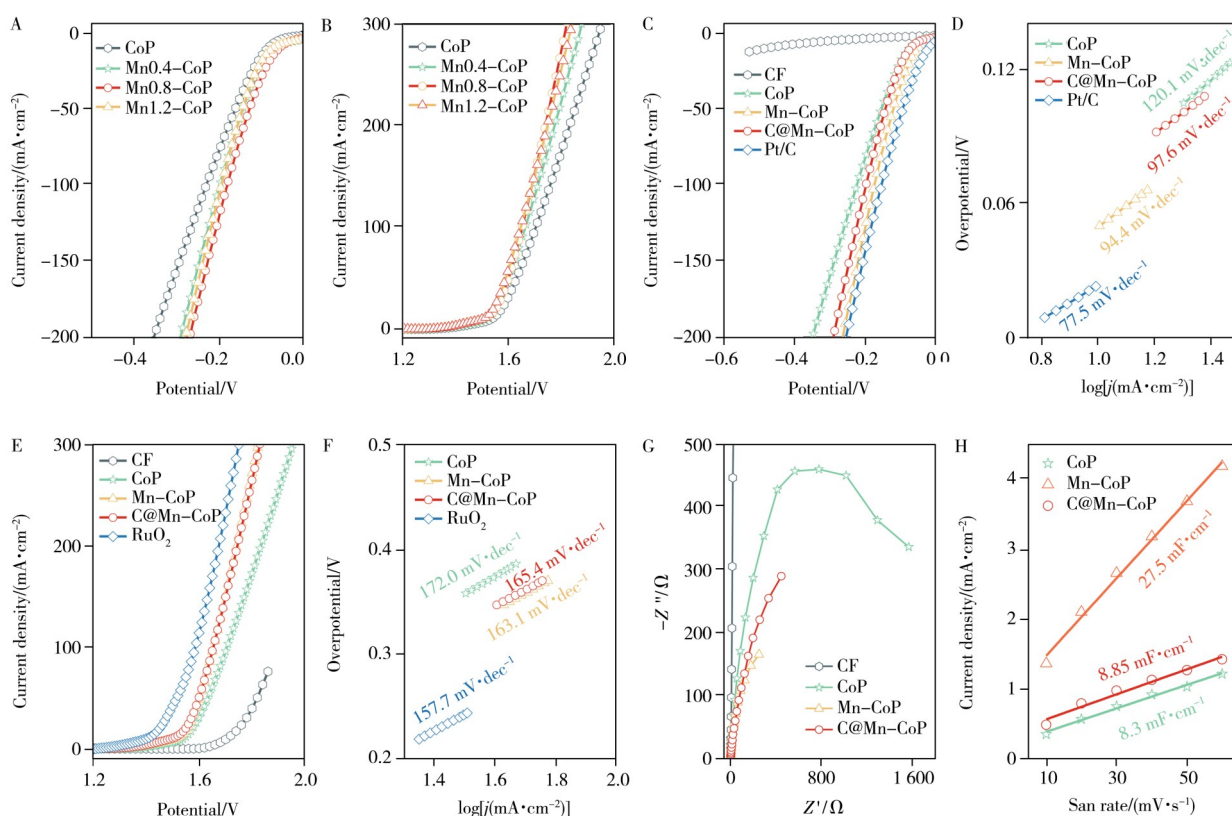 A
CoP
Mn0.4-CoP
Mn0.8-CoP
Mn1.2-CoP
0
-50
-100
-150
-200
-0.4
-0.2
0.0
Current density/(mA·cm⁻²)
Potential/V
B
CoP
Mn0.4-CoP
Mn0.8-CoP
Mn1.2-CoP
300
200
100
0
1.2
1.6
2.0
Current density/(mA·cm⁻²)
Potential/V
C
CF
CoP
Mn-CoP
C@Mn-CoP
Pt/C
0
-50
-100
-150
-200
-0.6
-0.4
-0.2
0.0
Current density/(mA·cm⁻²)
Potential/V
D
CoP
Mn-CoP
C@Mn-CoP
Pt/C
120.1 mV·dec⁻¹
97.6 mV·dec⁻¹
94.4 mV·dec⁻¹
77.5 mV·dec⁻¹
0.12
0.06
0
0.8
1.0
1.2
1.4
Overpotential/V
log[j(mA·cm⁻²)]
E
CF
CoP
Mn-CoP
C@Mn-CoP
RuO₂
300
200
100
0
1.2
1.6
2.0
Current density/(mA·cm⁻²)
Potential/V
F
CoP
Mn-CoP
C@Mn-CoP
RuO₂
172.0 mV·dec⁻¹
165.4 mV·dec⁻¹
163.1 mV·dec⁻¹
157.7 mV·dec⁻¹
0.5
0.4
0.3
0.2
1.4
1.6
1.8
2.0
Overpotential/V
log[j(mA·cm⁻²)]
G
500
400
300
200
100
0
0
800
1 600
CF
CoP
Mn-CoP
C@Mn-CoP
-Z″/Ω
Z′/Ω
H
CoP
Mn-CoP
C@Mn-CoP
27.5 mF·cm⁻¹
8.85 mF·cm⁻¹
8.3 mF·cm⁻¹
4
2
1
0
10
30
50
Current density/(mA·cm⁻²)
San rate/(mV·s⁻¹)